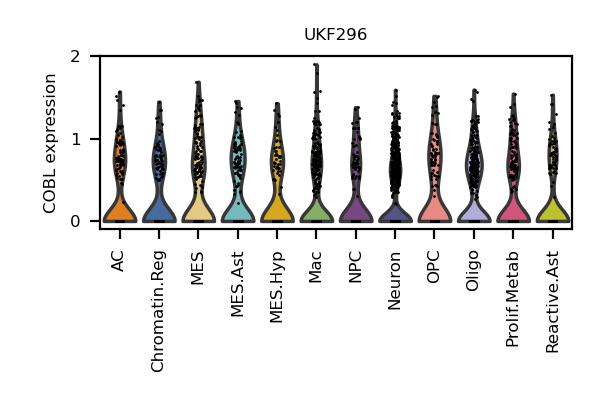 UKF296
COBL expression
2
1
0
AC
Chromatin.Reg
MES
MES.Ast
MES.Hyp
Mac
NPC
Neuron
OPC
Oligo
Prolif.Metab
Reactive.Ast